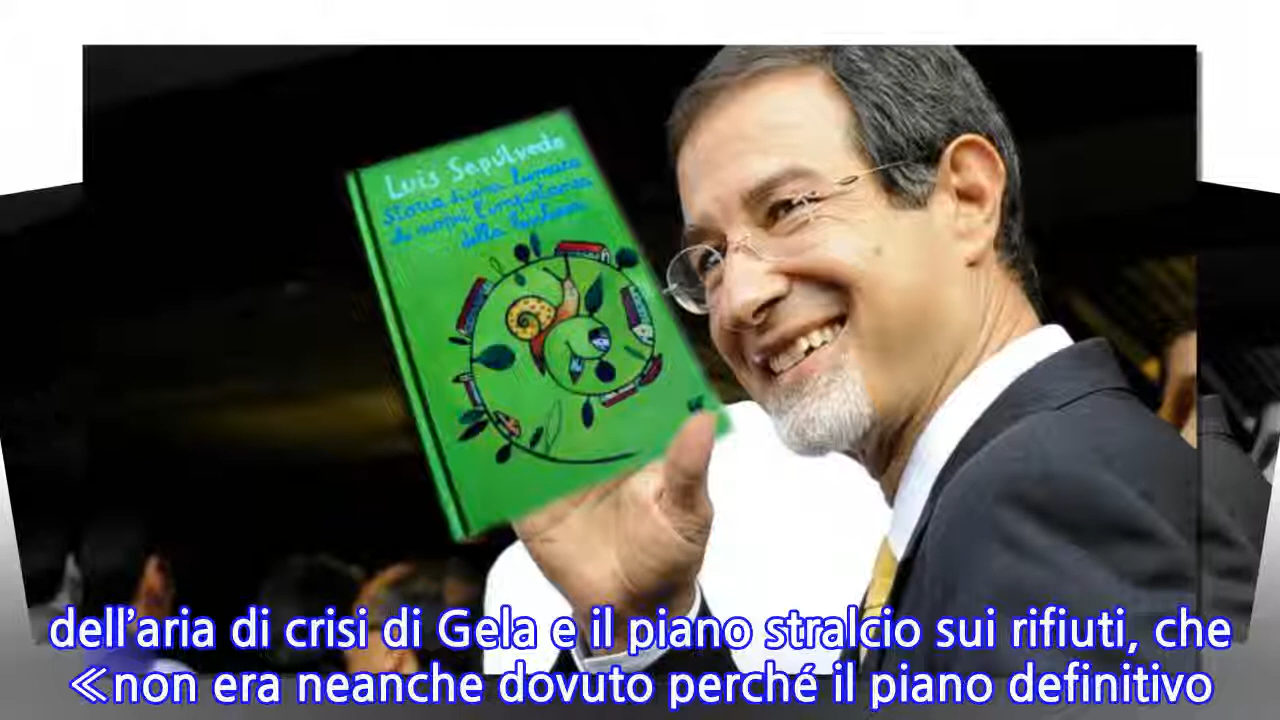 Luis Sepúlveda
Storia di una lumaca
che scoprì l'importanza
della lentezza
dell’aria di crisi di Gela e il piano stralcio sui rifiuti, che
≪non era neanche dovuto perché il piano definitivo